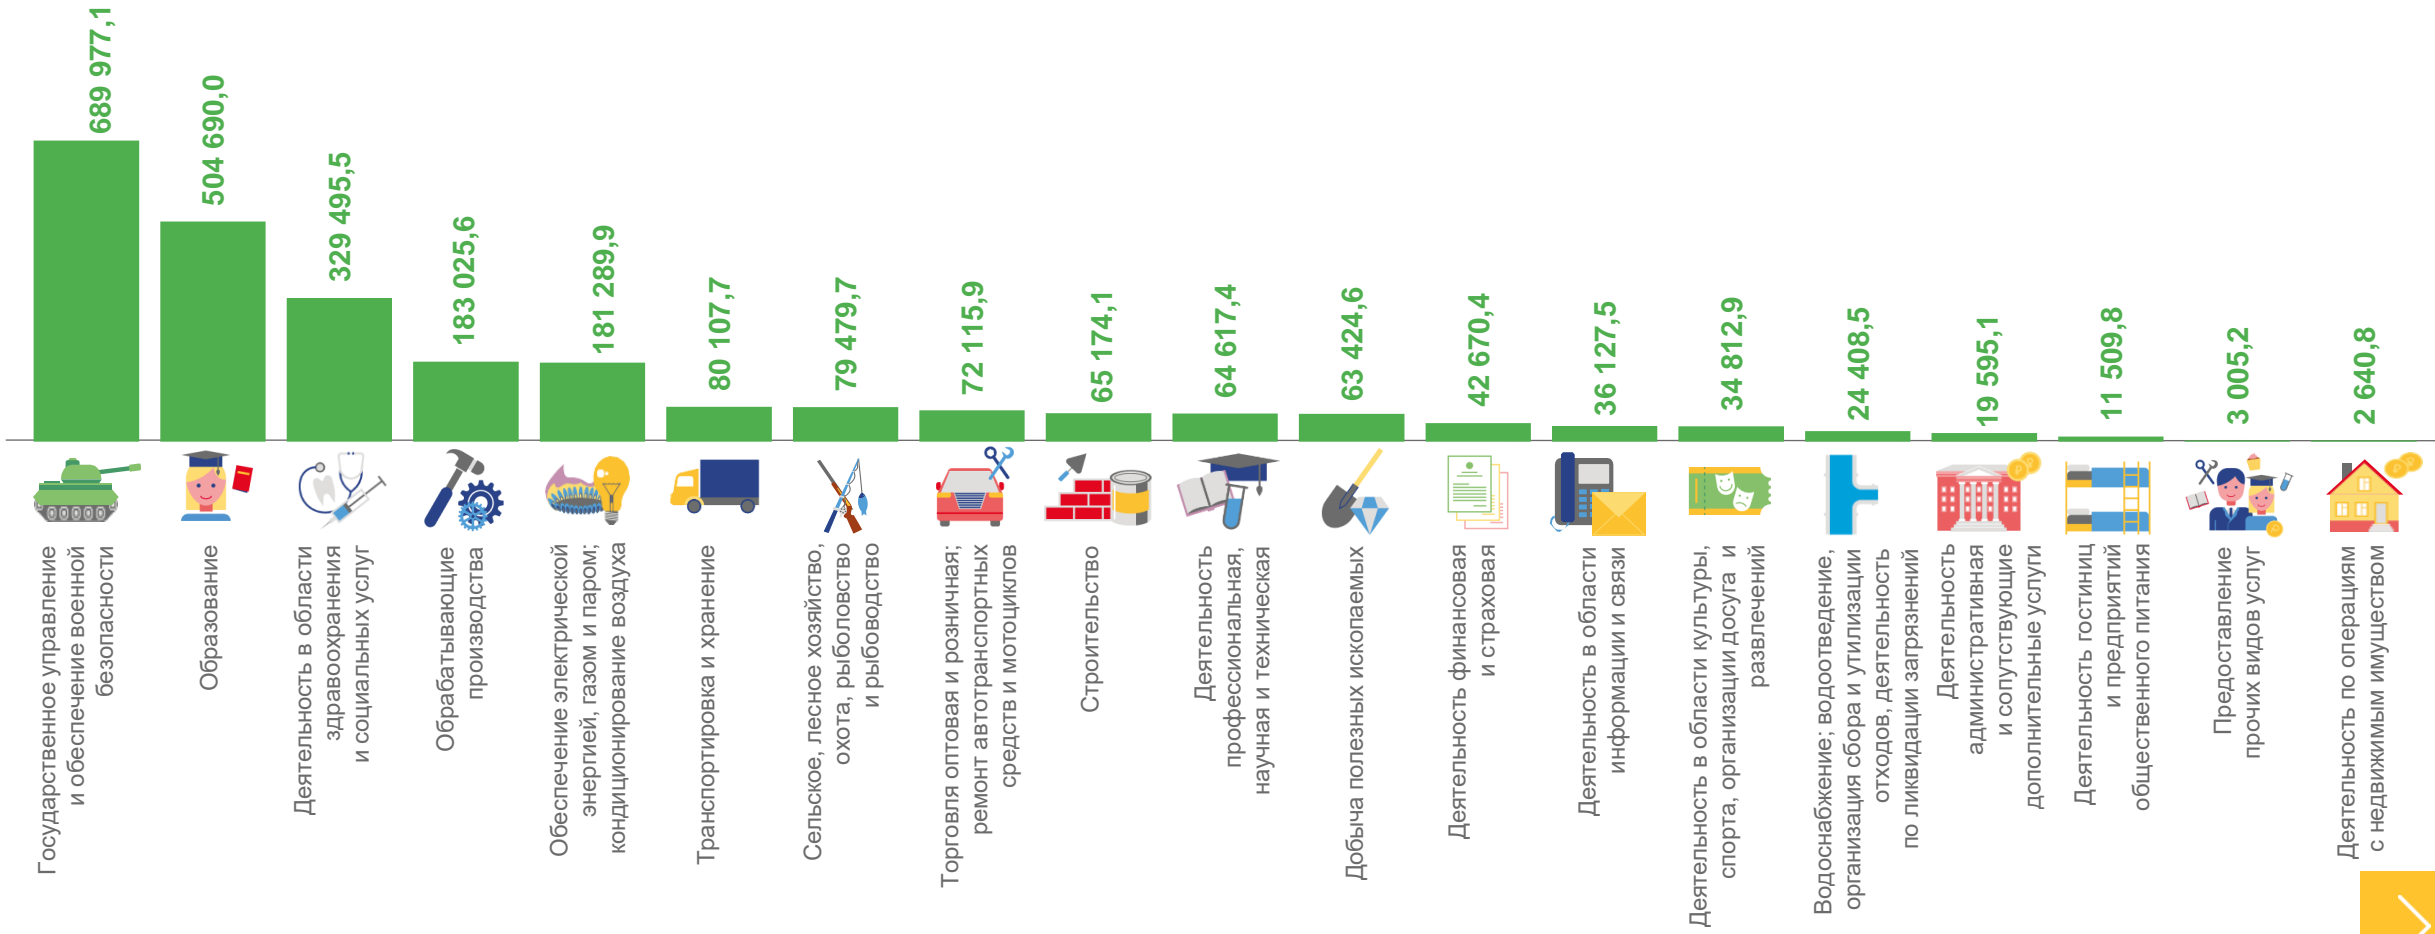 689 977,1
504 690,0
329 495,5
183 025,6
181 289,9
80 107,7
79 479,7
72 115,9
65 174,1
64 617,4
63 424,6
42 670,4
36 127,5
34 812,9
24 408,5
19 595,1
11 509,8
3 005,2
2 640,8
Государственное управление
и обеспечение военной
безопасности
Образование
Деятельность в области
здравоохранения
и социальных услуг
Обрабатывающие
производства
Обеспечение электрической
энергией, газом и паром;
кондиционирование воздуха
Транспортировка и хранение
Сельское, лесное хозяйство,
охота, рыболовство
и рыбоводство
Торговля оптовая и розничная;
ремонт автотранспортных
средств и мотоциклов
Строительство
Деятельность
профессиональная,
научная и техническая
Добыча полезных ископаемых
Деятельность финансовая
и страховая
Деятельность в области
информации и связи
Деятельность в области культуры,
спорта, организации досуга и
развлечений
Водоснабжение; водоотведение,
организация сбора и утилизации
отходов, деятельность
по ликвидации загрязнений
Деятельность
административная
и сопутствующие
дополнительные услуги
Деятельность гостиниц
и предприятий
общественного питания
Предоставление
прочих видов услуг
Деятельность по операциям
с недвижимым имуществом